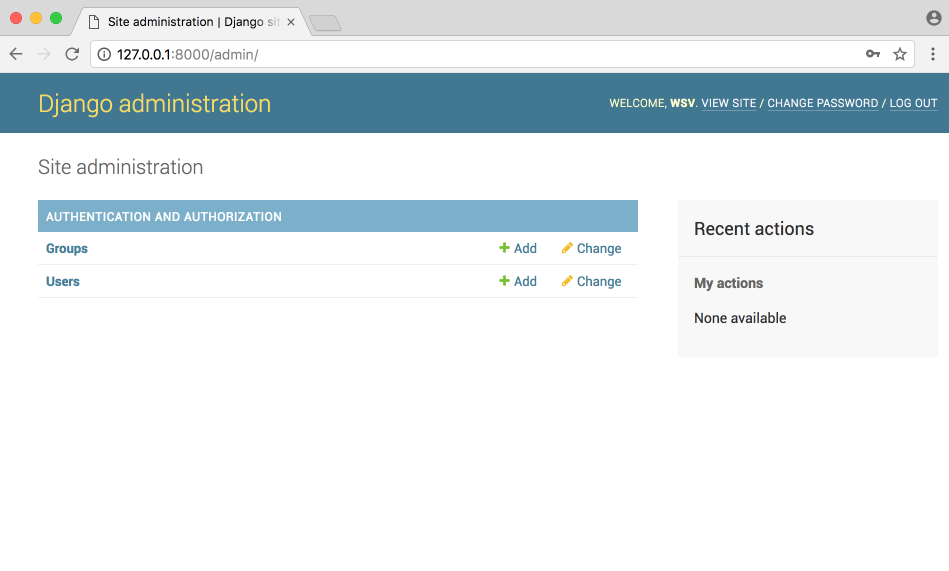 Site administration | Django sit
127.0.0.1:8000/admin/
Django administration
WELCOME, WSV. VIEW SITE / CHANGE PASSWORD / LOG OUT
Site administration
AUTHENTICATION AND AUTHORIZATION
Groups Add Change
Users Add Change
Recent actions
My actions
None available